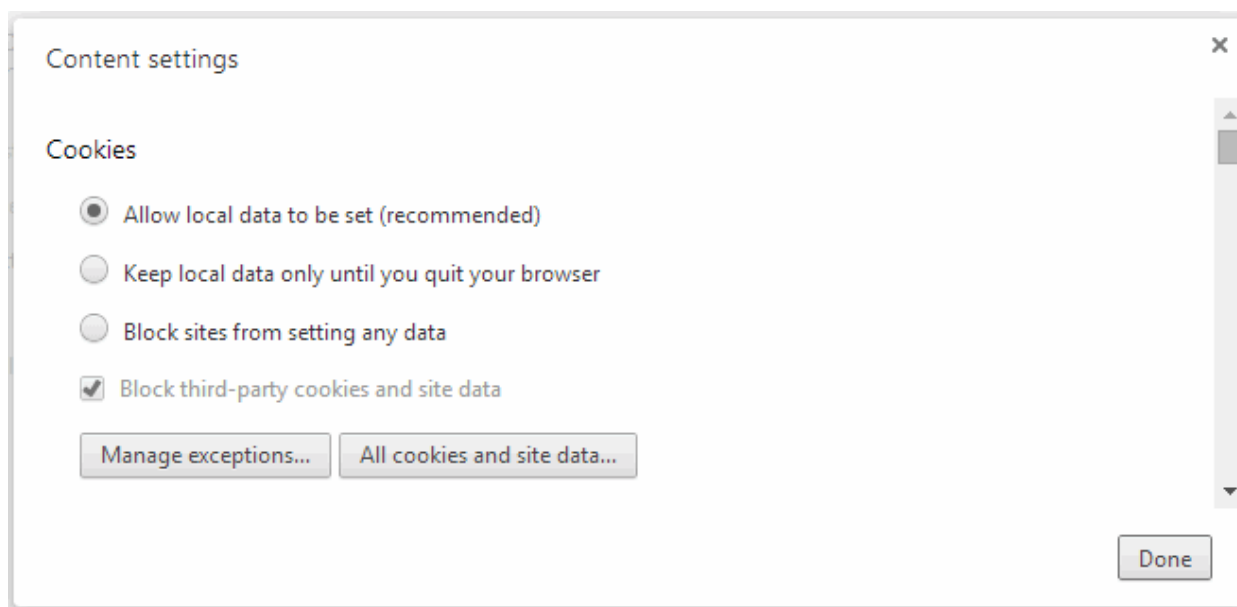 Content settings
Cookies
Allow local data to be set (recommended)
Keep local data only until you quit your browser
Block sites from setting any data
Block third-party cookies and site data
Manage exceptions... All cookies and site data...
Done